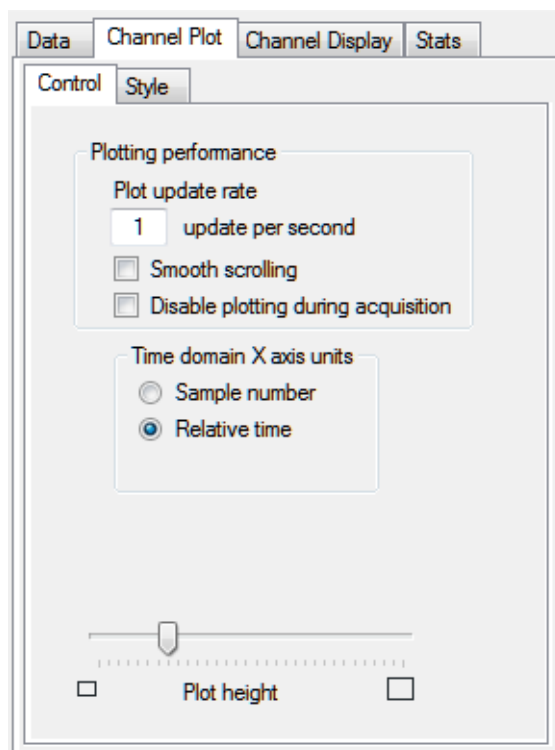 Data Channel Plot Channel Display Stats
Control Style
Plotting performance
Plot update rate
1 update per second
Smooth scrolling
Disable plotting during acquisition
Time domain X axis units
Sample number
Relative time
Plot height